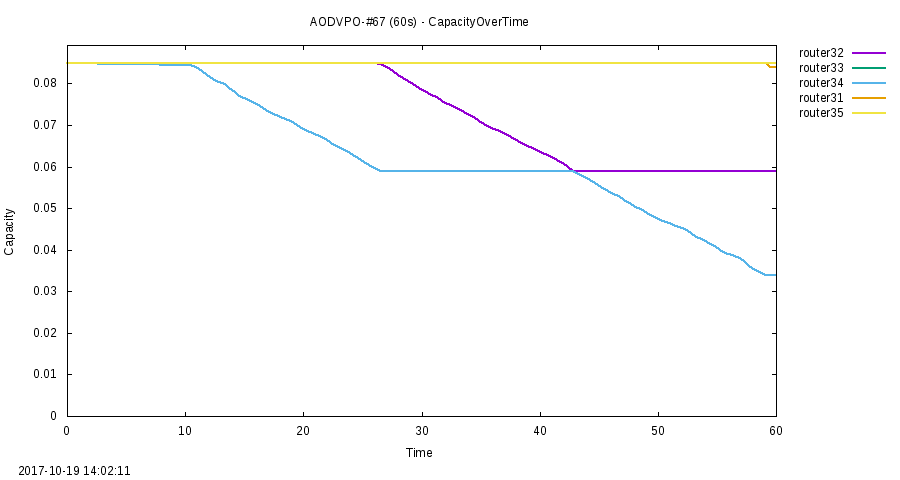 AODVPO-#67 (60s) - CapacityOverTime
router32
router33
router34
router31
router35
0.08
0.07
0.06
0.05
0.04
0.03
0.02
0.01
0
Capacity
0 10 20 30 40 50 60
Time
2017-10-19 14:02:11